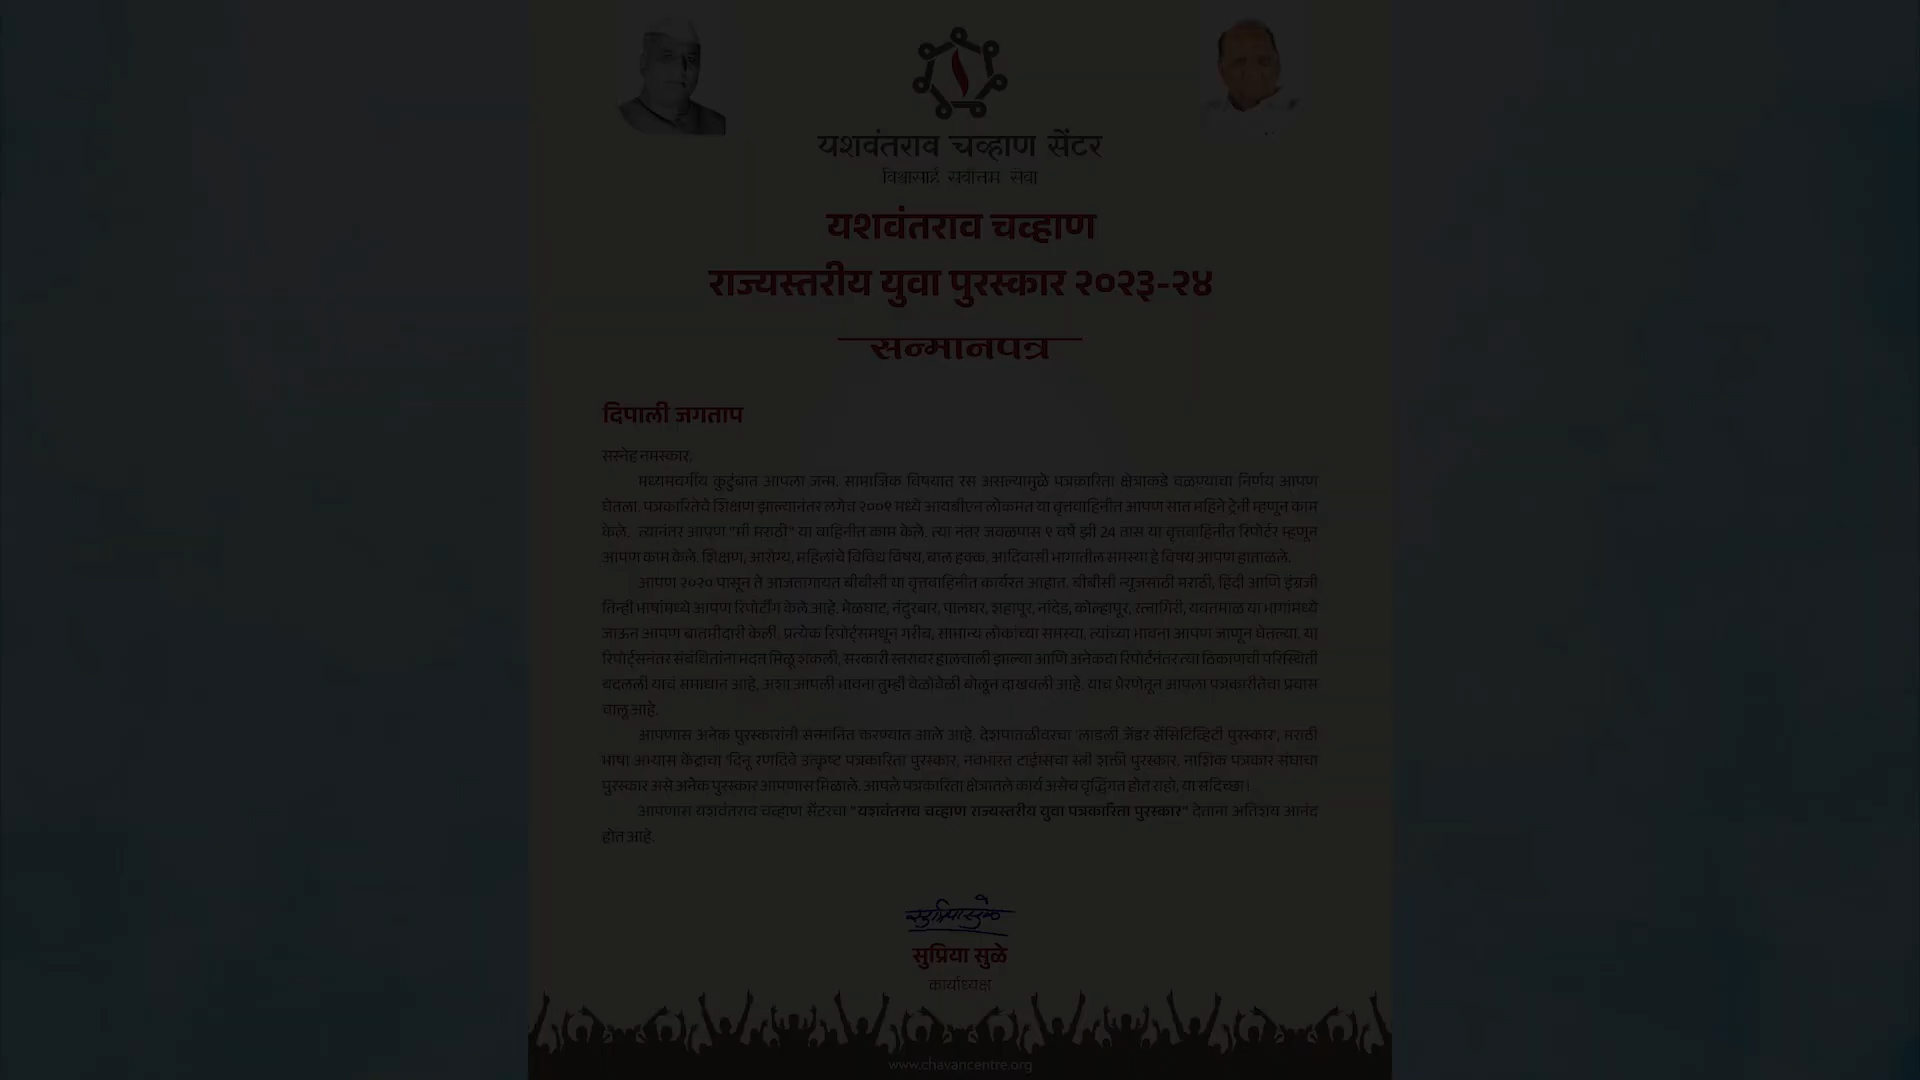 यशवंतराव चव्हाण सेंटर
विश्वासार्ह सर्वोत्तम सेवा
यशवंतराव चव्हाण
राज्यस्तरीय युवा पुरस्कार २०२३-२४
सन्मानपत्र
दिपाली जगताप
सस्नेह नमस्कार,
मध्यमवर्गीय कुटुंबात आपला जन्म. सामाजिक विषयात रस असल्यामुळे पत्रकारिता क्षेत्राकडे वळण्याचा निर्णय आपण
घेतला. पत्रकारितेचे शिक्षण झाल्यानंतर लगेच २००९ मध्ये आयबीएन लोकमत या वृत्तवाहिनीत आपण सात महिने ट्रेनी म्हणून काम
केले. त्यानंतर आपण "मी मराठी" या वाहिनीत काम केले. त्या नंतर जवळपास ९ वर्षे झी 24 तास या वृत्तवाहिनीत रिपोर्टर म्हणून
आपण काम केले. शिक्षण, आरोग्य, महिलांचे विविध विषय, बाल हक्क. आदिवासी भागातील समस्या हे विषय आपण हाताळले.
आपण २०२० पासून ते आजतागायत बीबीसी या वृत्तवाहिनीत कार्यरत आहात. बीबीसी न्यूजसाठी मराठी, हिंदी आणि इंग्रजी
तिन्ही भाषांमध्ये आपण रिपोर्टींग केले आहे. मेळघाट, नंदुरबार, पालघर, शहापूर, नांदेड, कोल्हापूर, रत्नागिरी, यवतमाळ या भागांमध्ये
जाऊन आपण बातमीदारी केली. प्रत्येक रिपोर्ट्समधून गरीब, सामान्य लोकांच्या समस्या, त्यांच्या भावना आपण जाणून घेतल्या. या
रिपोर्ट्सनंतर संबंधितांना मदत मिळू शकली, सरकारी स्तरावर हालचाली झाल्या आणि अनेकदा रिपोर्टनंतर त्या ठिकाणची परिस्थिती
बदलली याचं समाधान आहे. अशा आपली भावना तुम्ही वेळोवेळी बोलून दाखवली आहे. याच प्रेरणेतून आपला पत्रकारितेचा प्रवास
चालू आहे.
आपणास अनेक पुरस्कारांनी सन्मानित करण्यात आले आहे. देशपातळीवरचा 'लाडली जेंडर सेंसिटिव्हिटी पुरस्कार', मराठी
भाषा अभ्यास केंद्राचा 'दिनू रणदिवे उत्कृष्ट पत्रकारिता पुरस्कार, नवभारत टाईम्सचा स्त्री शक्ती पुरस्कार, नाशिक पत्रकार संघाचा
पुरस्कार असे अनेक पुरस्कार आपणास मिळाले. आपले पत्रकारिता क्षेत्रातले कार्य असेच वृद्धिंगत होत राहो, या सदिच्छा।
आपणास यशवंतराव चव्हाण सेंटरचा "यशवंतराव चव्हाण राज्यस्तरीय युवा पत्रकारिता पुरस्कार" देताना अतिशय आनंद
होत आहे.
सुप्रिया सुळे
कार्याध्यक्ष
www.chavancentre.org